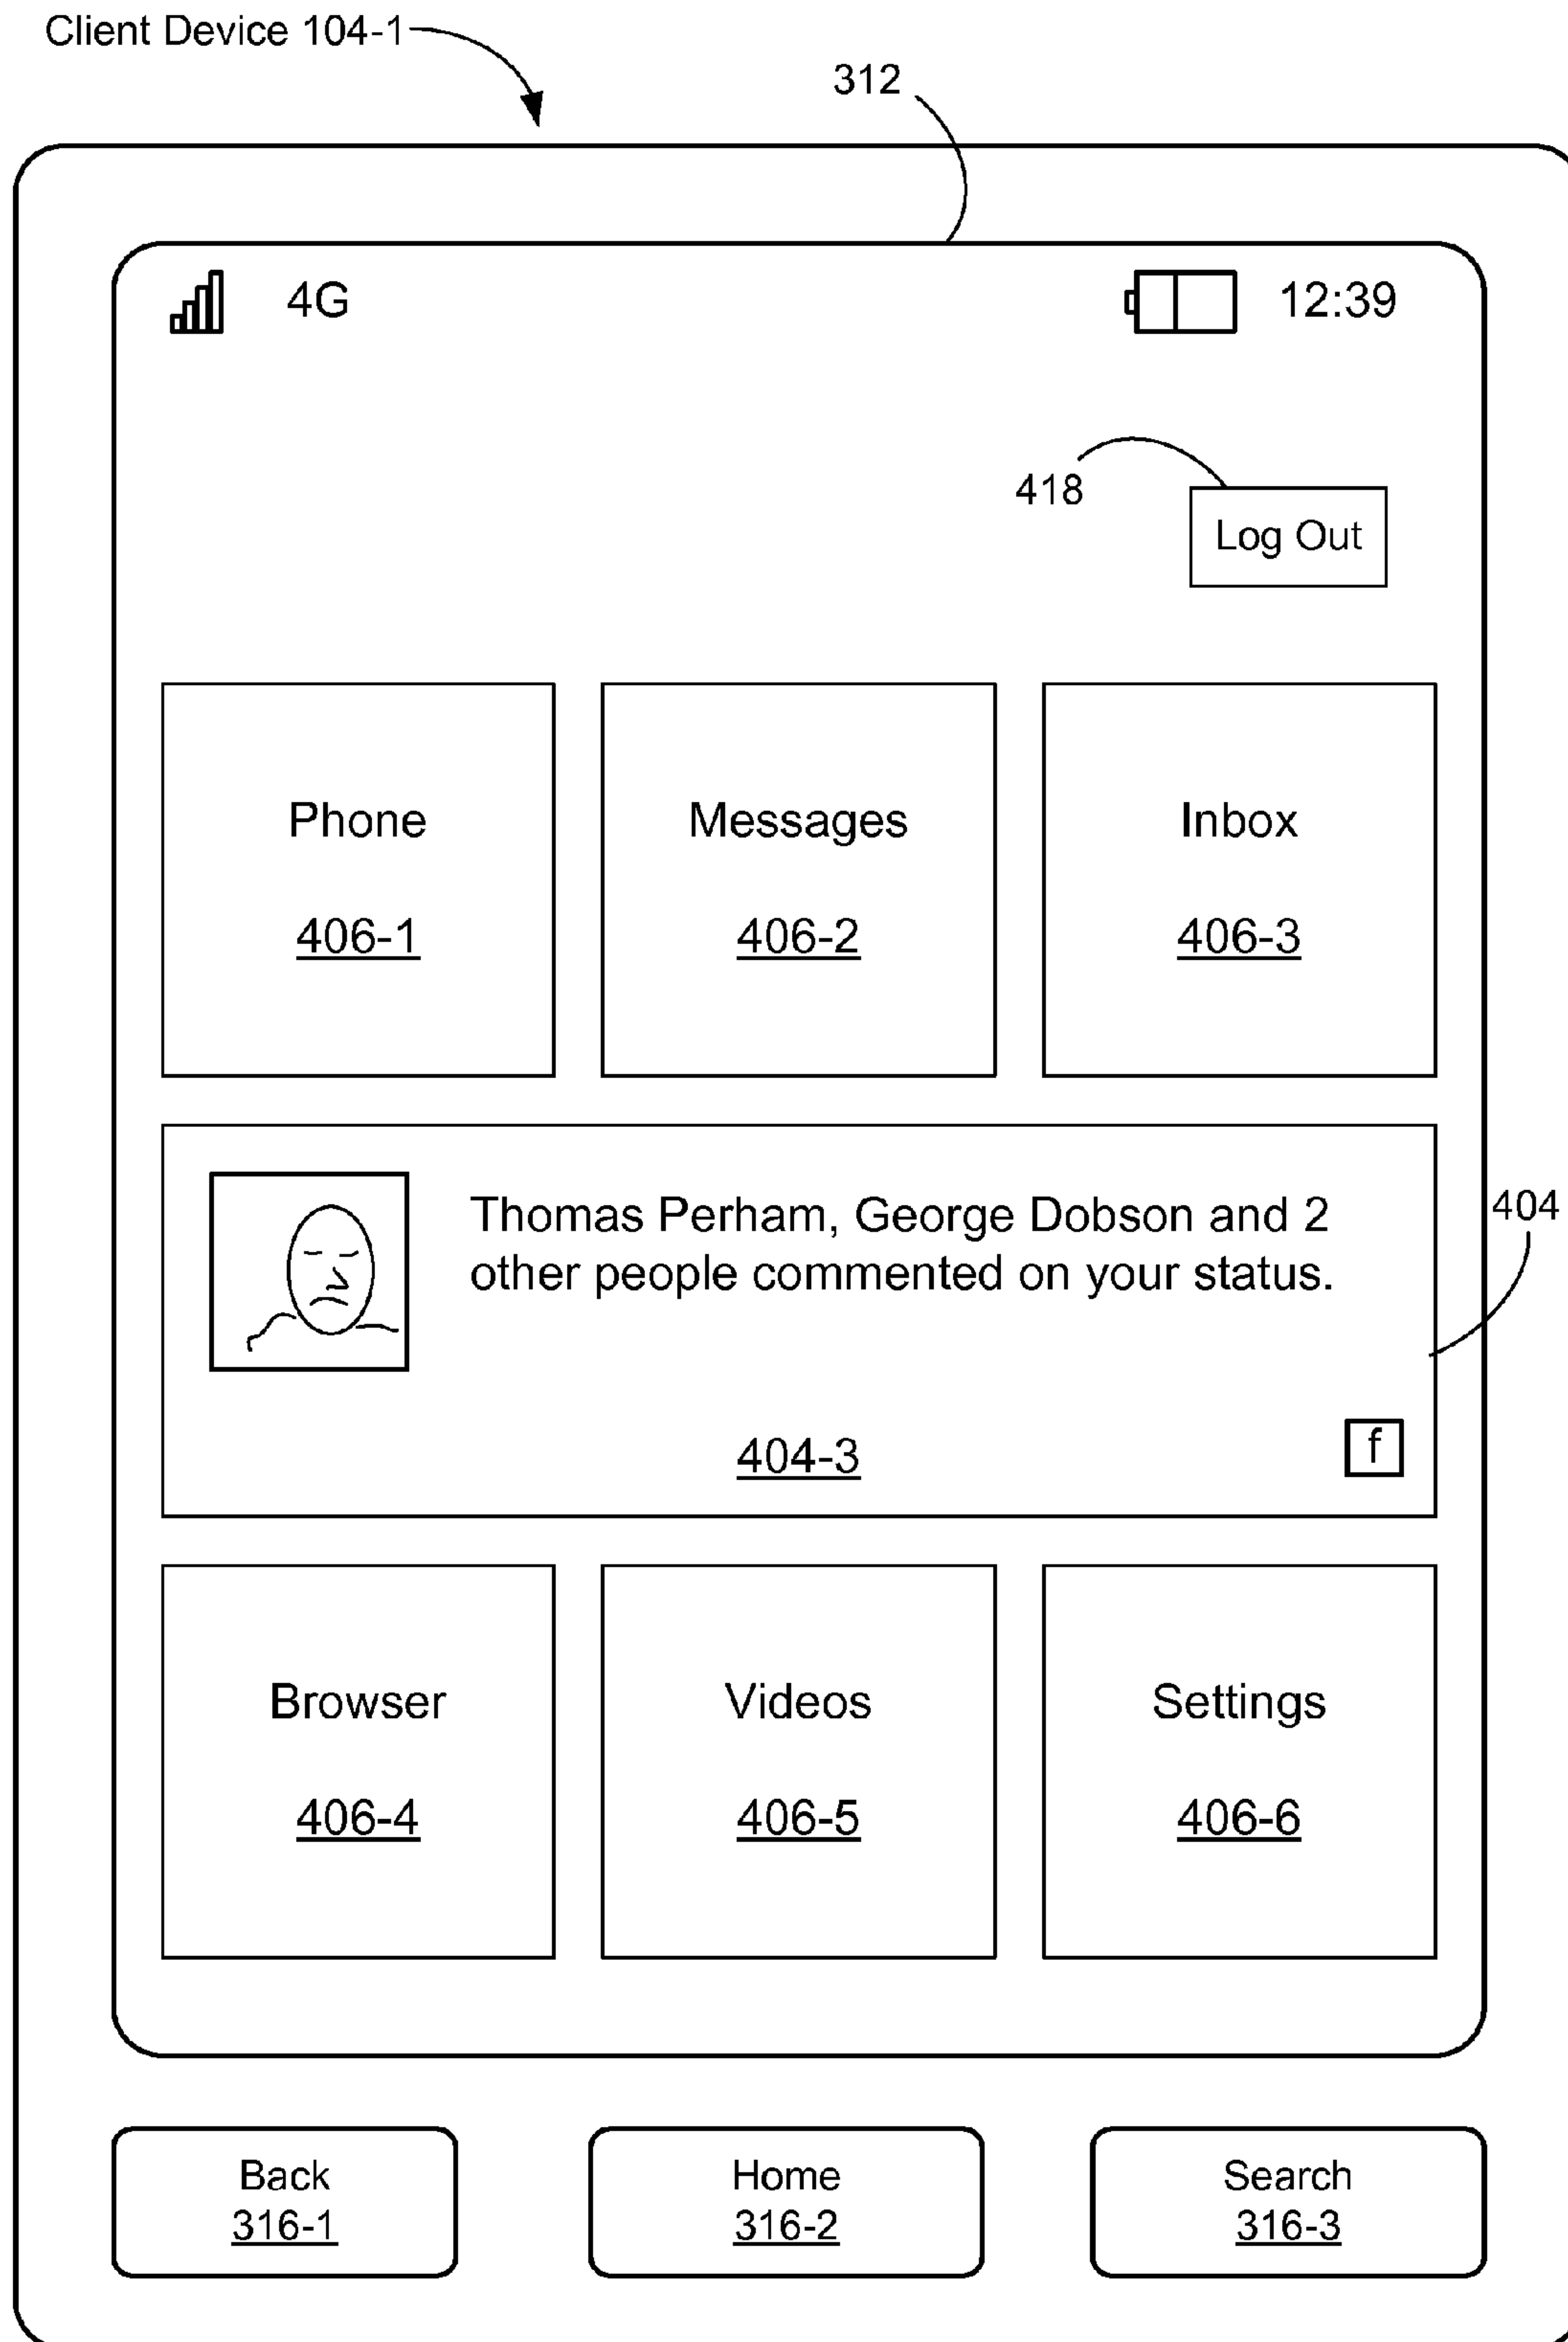 Client Device 104-1
312
4G
12:39
418
Log Out
Phone
Messages
Inbox
406-1
406-2
406-3
Thomas Perham, George Dobson and 2
other people commented on your status.
404
404-3
f
Browser
Videos
Settings
406-4
406-5
406-6
Back
Home
Search
316-1
316-2
316-3